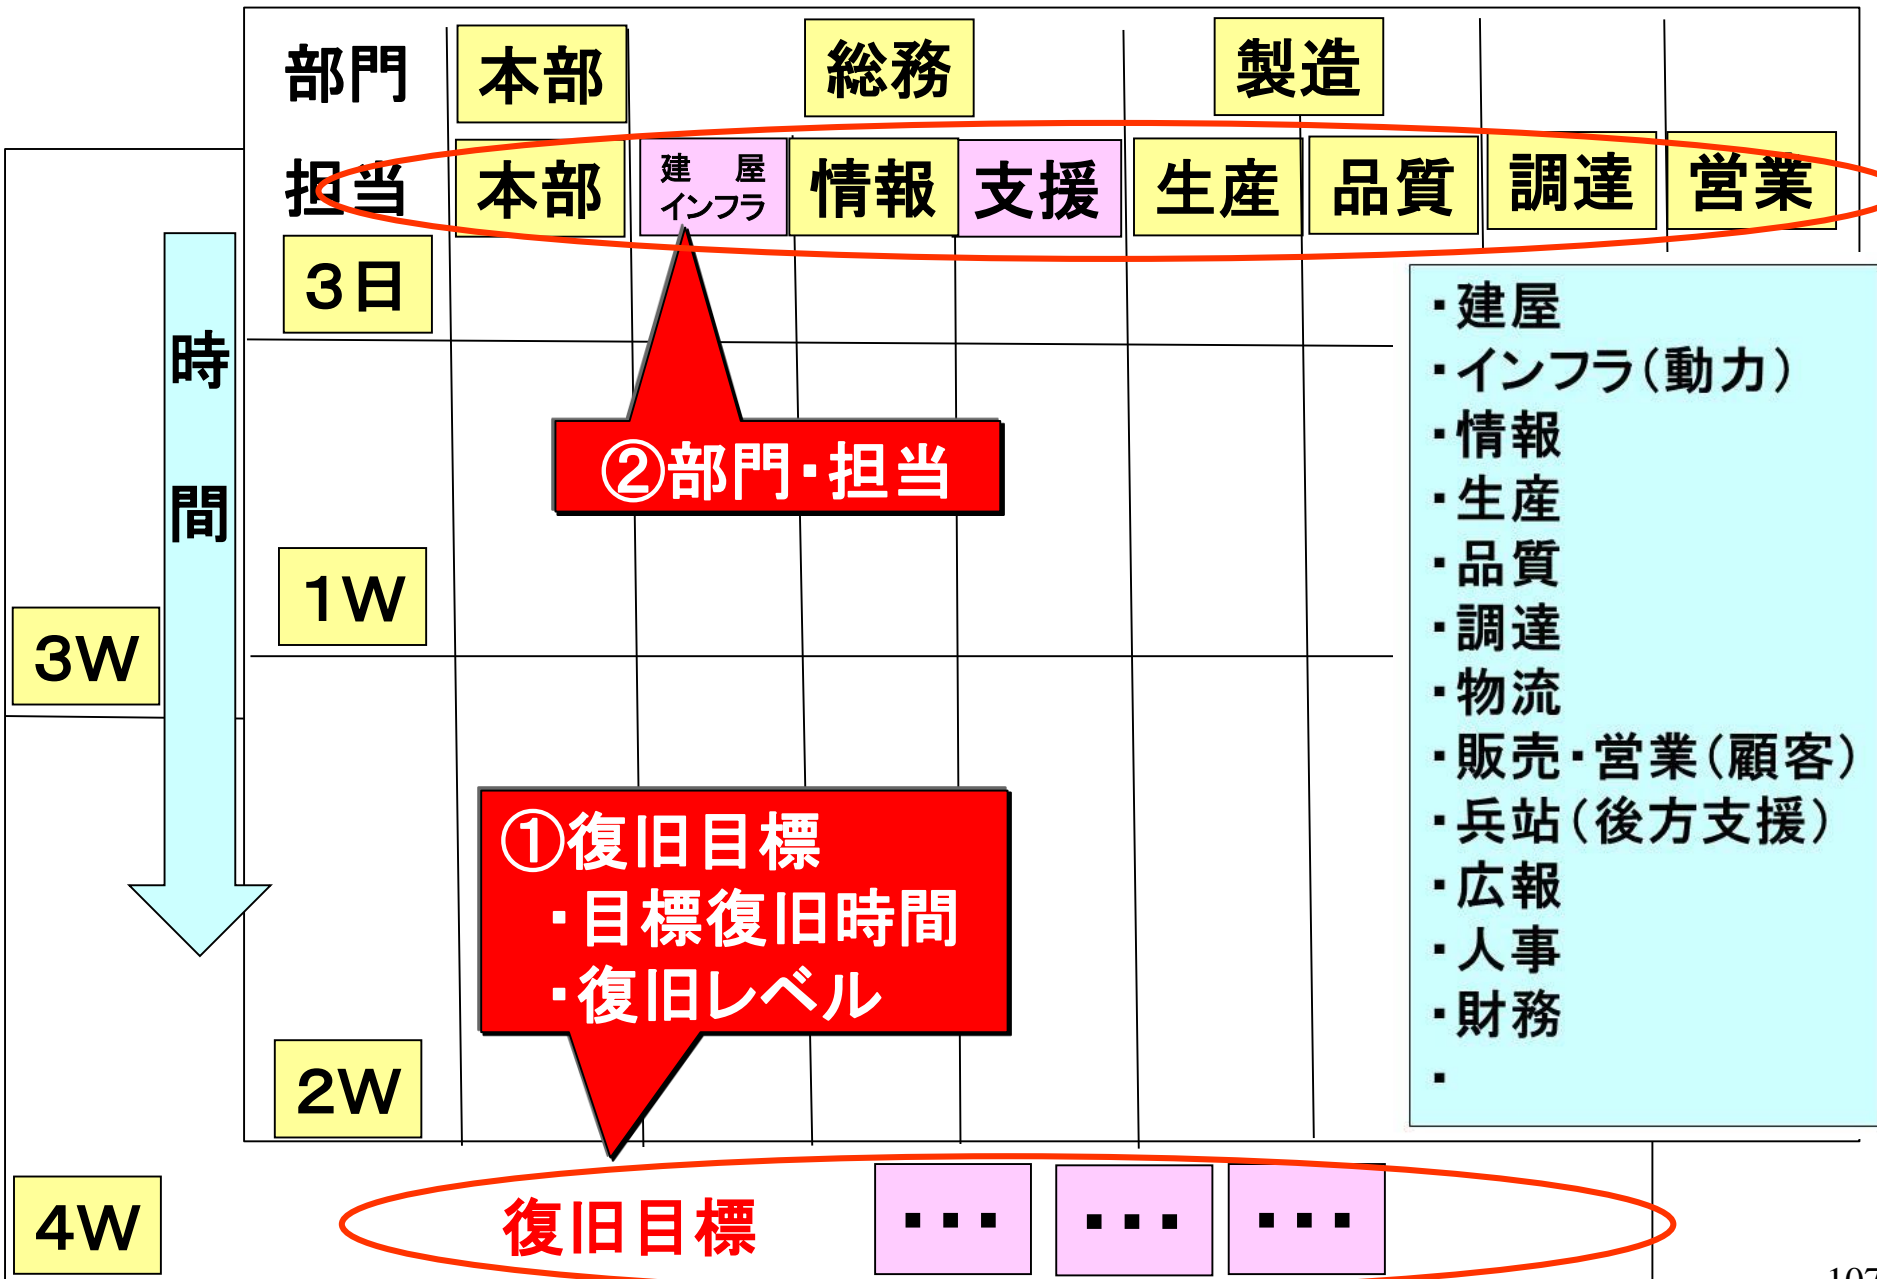 部門 本部 総務 製造
担当 本部 建 屋 インフラ 情報 支援 生産 品質 調達 営業
3日
時
間
②部門・担当
1W
3W
①復旧目標
・目標復旧時間
・復旧レベル
2W
・建屋
・インフラ(動力)
・情報
・生産
・品質
・調達
・物流
・販売・営業(顧客)
・兵站(後方支援)
・広報
・人事
・財務
・
4W
復旧目標 ・・・ ・・・ ・・・
107